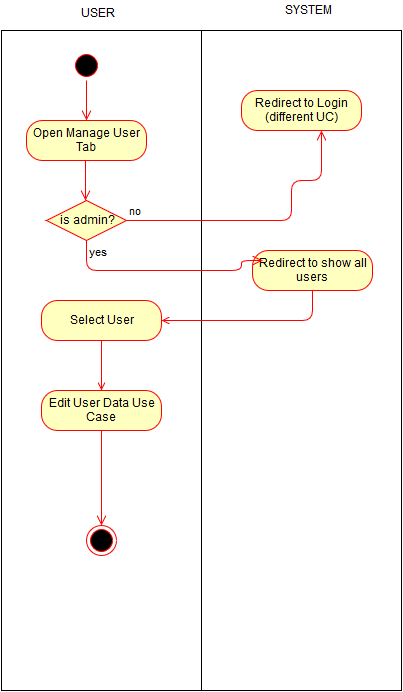 USER
SYSTEM
Open Manage User
Tab
Redirect to Login
(different UC)
is admin?
no
yes
Redirect to show all
users
Select User
Edit User Data Use
Case